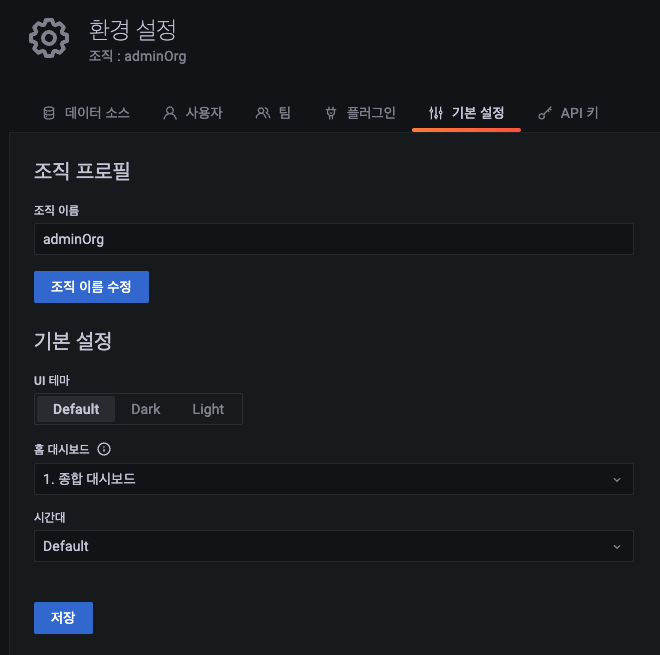 환경 설정
조직 : adminOrg
데이터 소스 사용자 팀 플러그인 기본 설정 API 키
조직 프로필
조직 이름
adminOrg
조직 이름 수정
기본 설정
UI 테마
Default Dark Light
홈 대시보드
1. 종합 대시보드
시간대
Default
저장